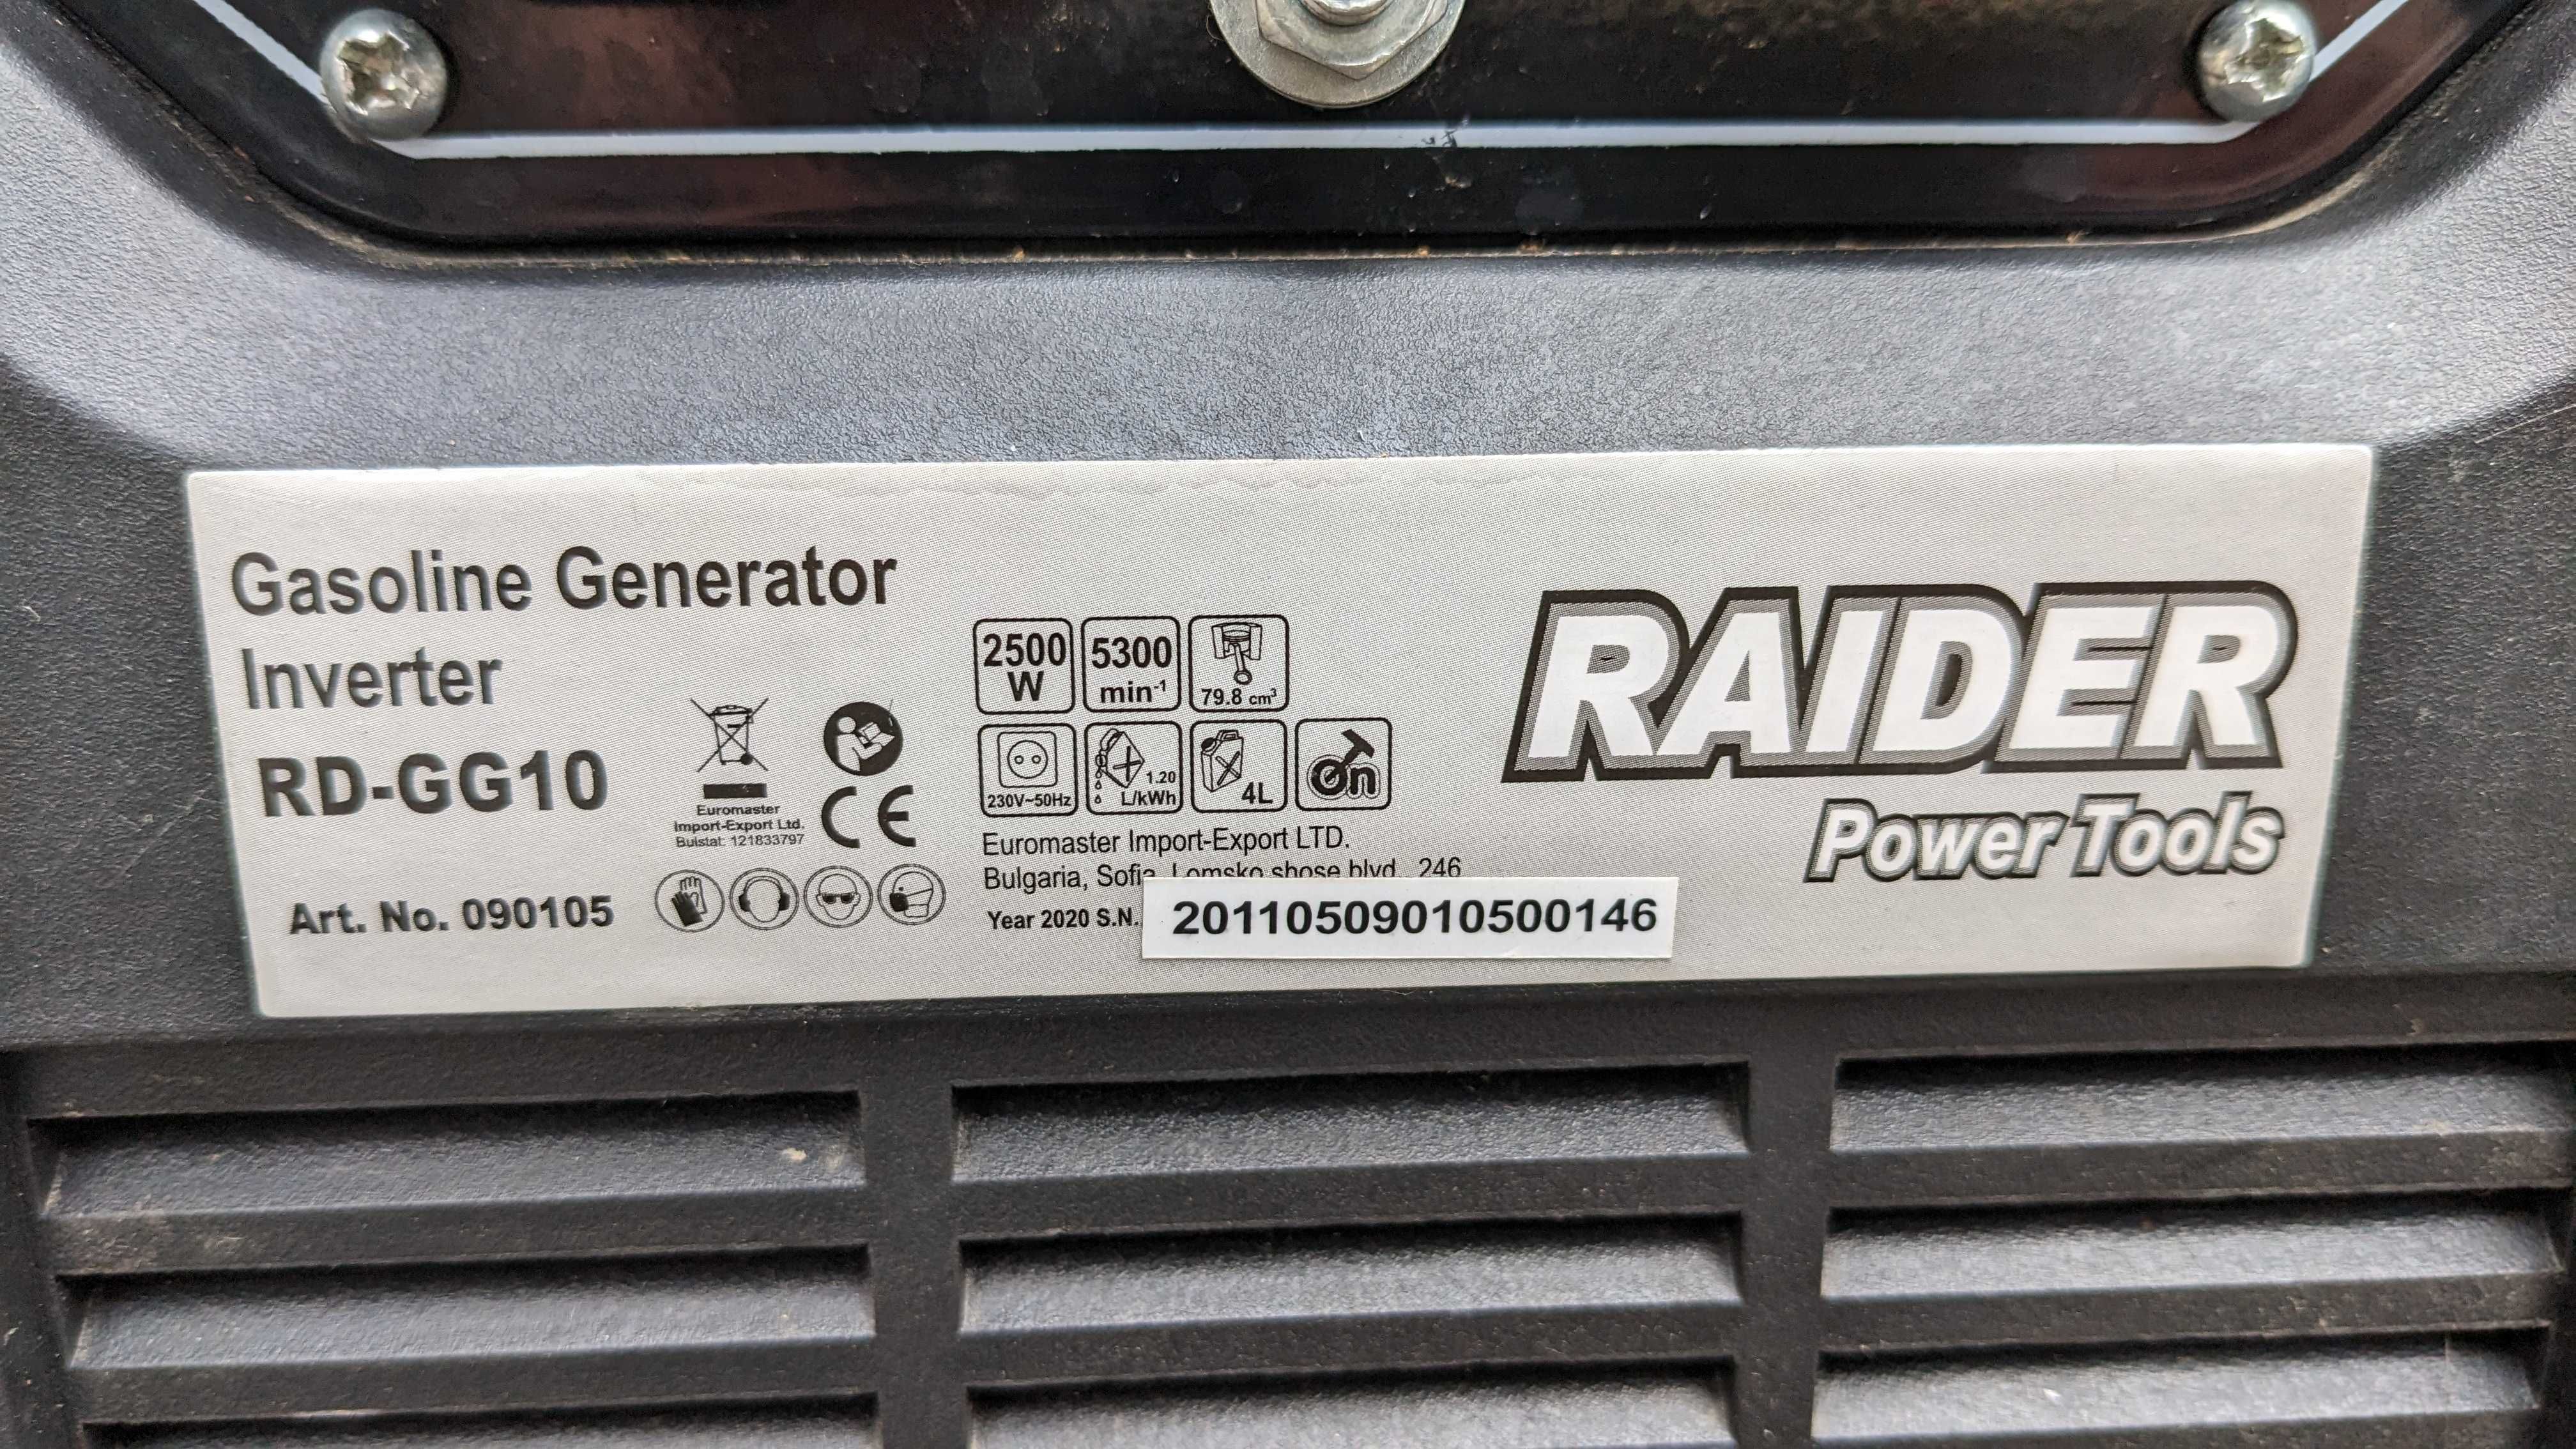 Gasoline Generator
Inverter
RD-GG10
Art. No. 090105
Euromaster
Import-Export Ltd.
Bulstat: 121833797
CE
2500
W
5300
min-¹
79.8 cm³
230V~50Hz
1.20
L/kWh
4L
on
Euromaster Import-Export LTD.
Bulgaria, Sofia, Lomsko shose blvd. 246
Year 2020 S.N.
20110509010500146
RAIDER
Power Tools